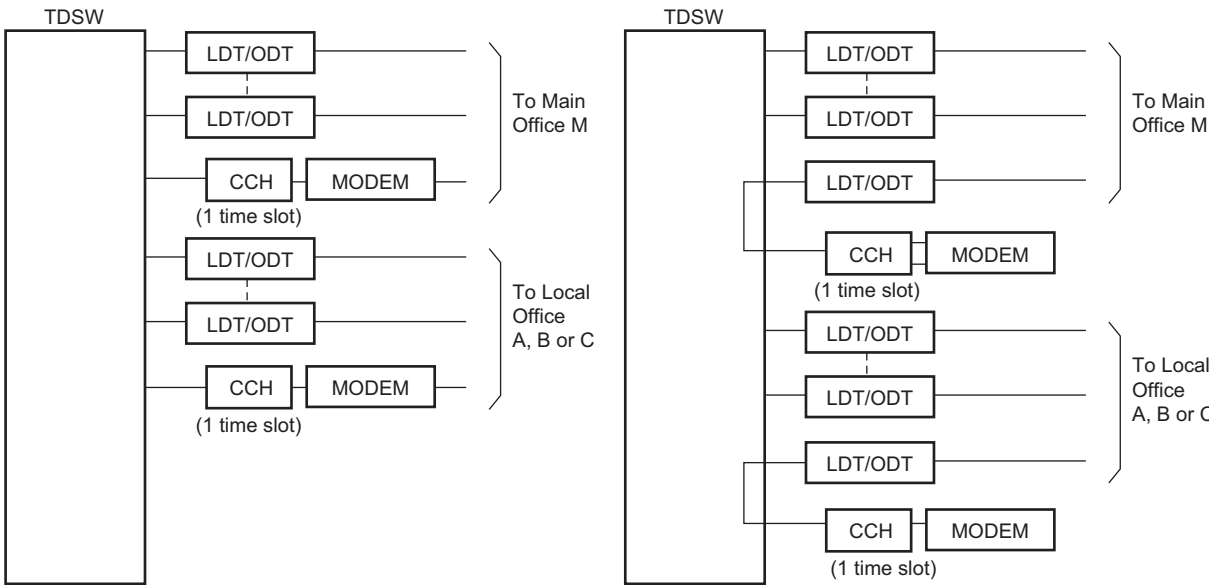 TDSW
LDT/ODT
LDT/ODT
To Main
Office M
CCH
MODEM
(1 time slot)
LDT/ODT
LDT/ODT
To Local
Office
A, B or C
CCH
MODEM
(1 time slot)
TDSW
LDT/ODT
LDT/ODT
To Main
Office M
LDT/ODT
CCH
MODEM
(1 time slot)
LDT/ODT
LDT/ODT
To Local
Office
A, B or C
LDT/ODT
CCH
MODEM
(1 time slot)